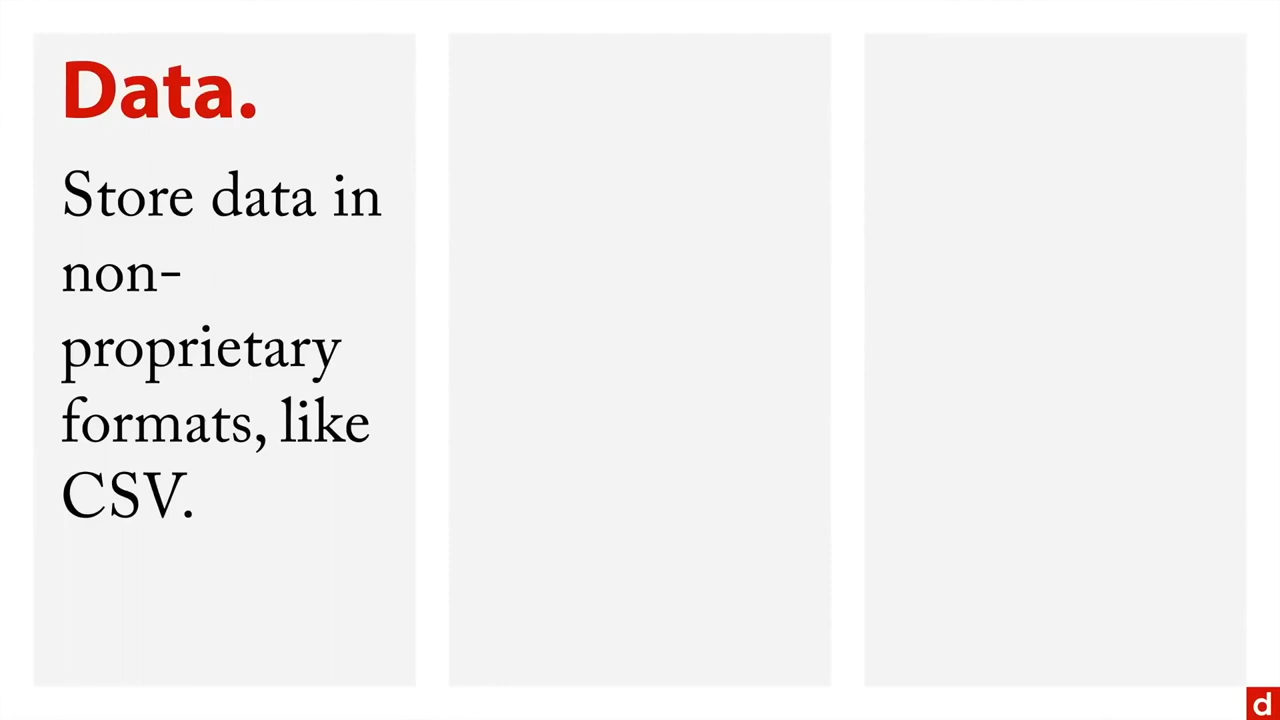 Data.
Store data in
non-
proprietary
formats, like
CSV.
d